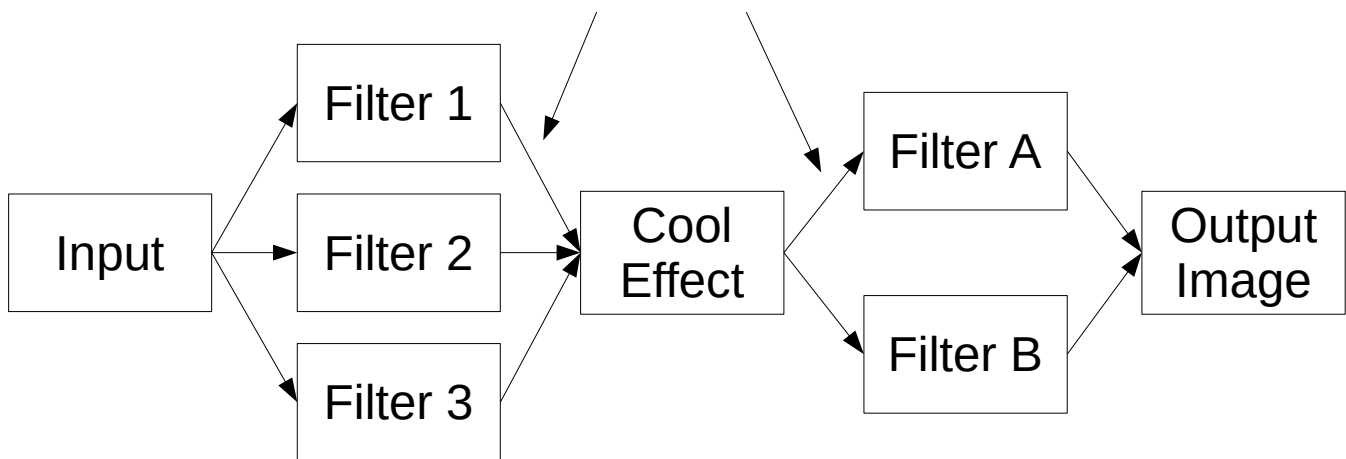 Input
Filter 1
Filter 2
Filter 3
Cool
Effect
Filter A
Filter B
Output
Image